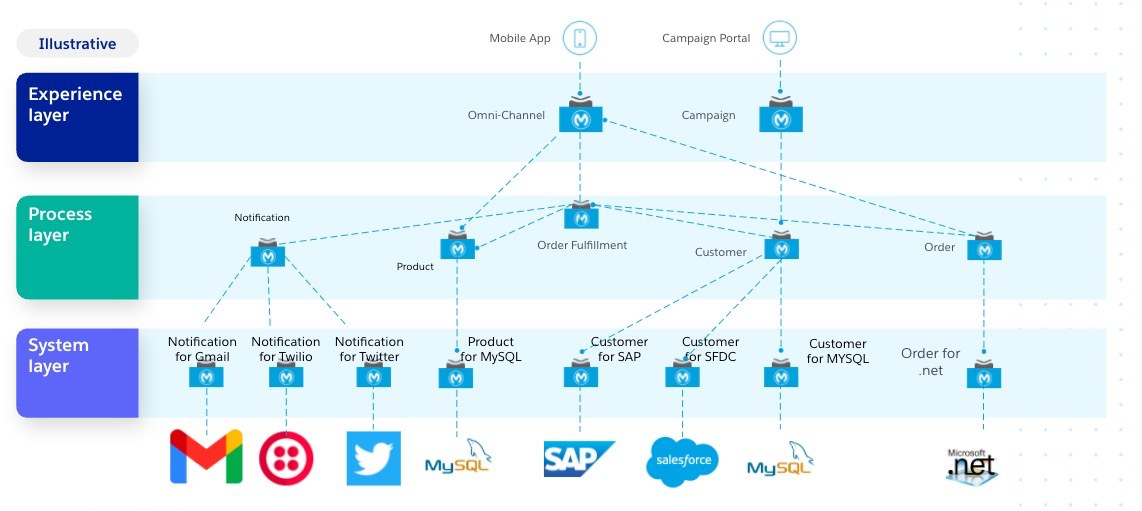 Illustrative
Mobile App
Campaign Portal
Experience
layer
Omni-Channel
Campaign
Process
layer
Notification
Product
Order Fulfillment
Customer
Order
System
layer
Notification
for Gmail
Notification
for Twilio
Notification
for Twitter
Product
for MySQL
Customer
for SAP
Customer
for SFDC
Customer
for MYSQL
Order for
.net
MySQL
SAP
salesforce
MySQL
Microsoft
.net